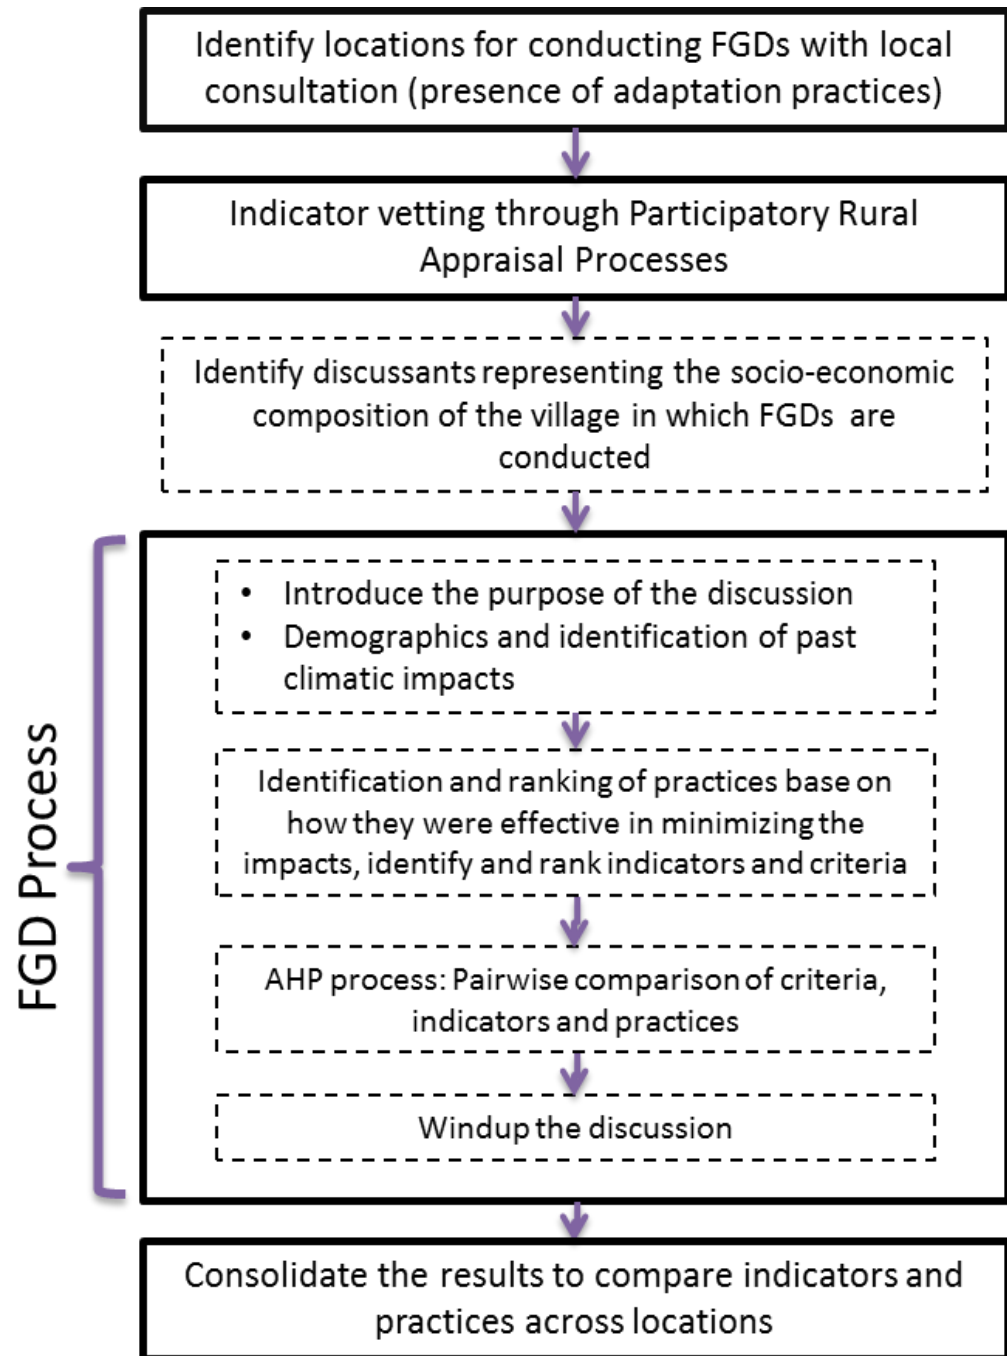 Identify locations for conducting FGDs with local
consultation (presence of adaptation practices)
Indicator vetting through Participatory Rural
Appraisal Processes
Identify discussants representing the socio-economic
composition of the village in which FGDs are
conducted
FGD Process
• Introduce the purpose of the discussion
• Demographics and identification of past
climatic impacts
Identification and ranking of practices base on
how they were effective in minimizing the
impacts, identify and rank indicators and criteria
AHP process: Pairwise comparison of criteria,
indicators and practices
Windup the discussion
Consolidate the results to compare indicators and
practices across locations